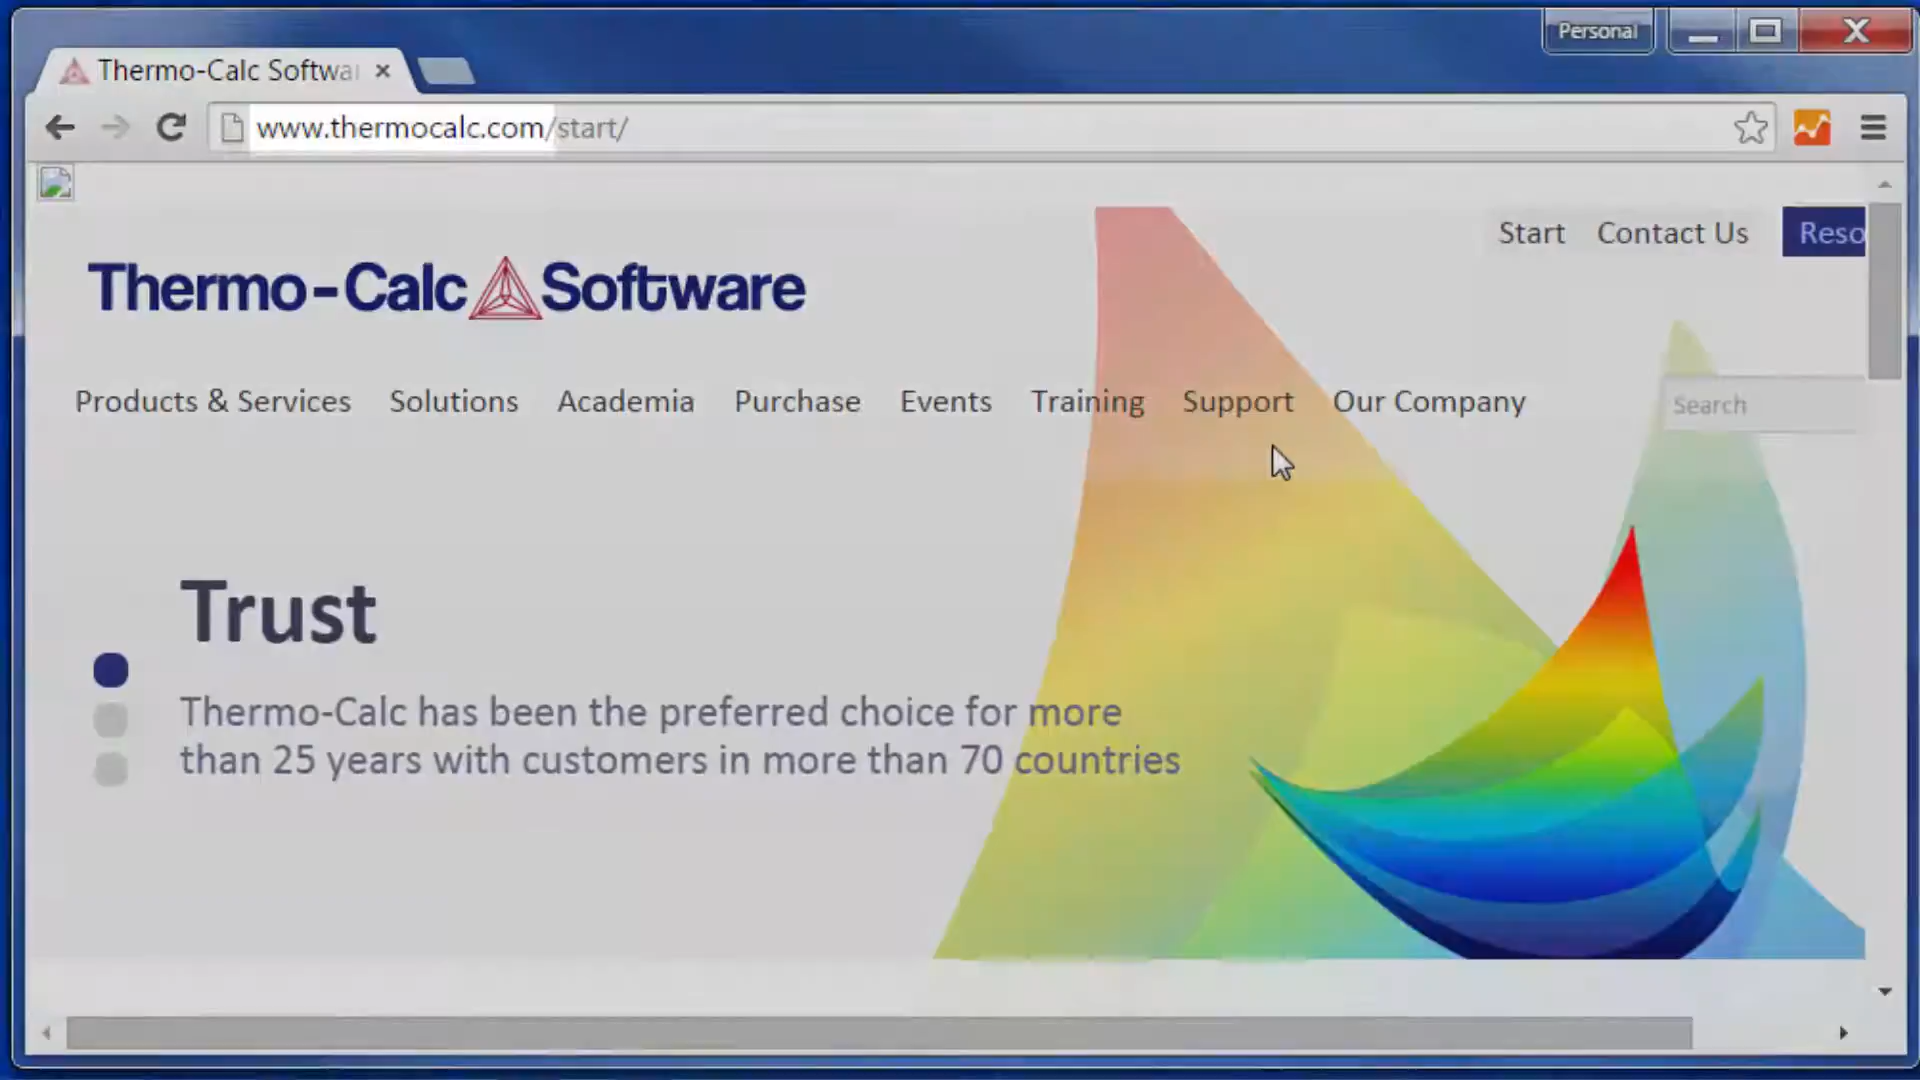 Personal
Thermo-Calc Softwa
www.thermocalc.com/start/
Start Contact Us Reso
Thermo-Calc Software
Products & Services Solutions Academia Purchase Events Training Support Our Company Search
Trust
Thermo-Calc has been the preferred choice for more
than 25 years with customers in more than 70 countries